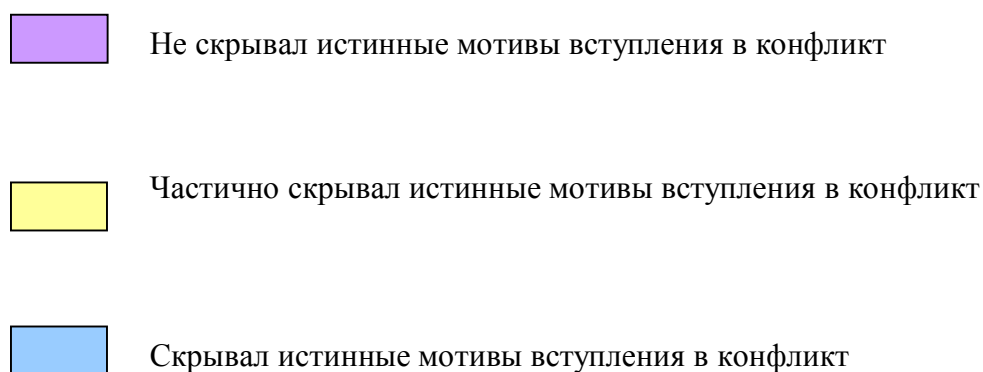 Не скрывал истинные мотивы вступления в конфликт
Частично скрывал истинные мотивы вступления в конфликт
Скрывал истинные мотивы вступления в конфликт